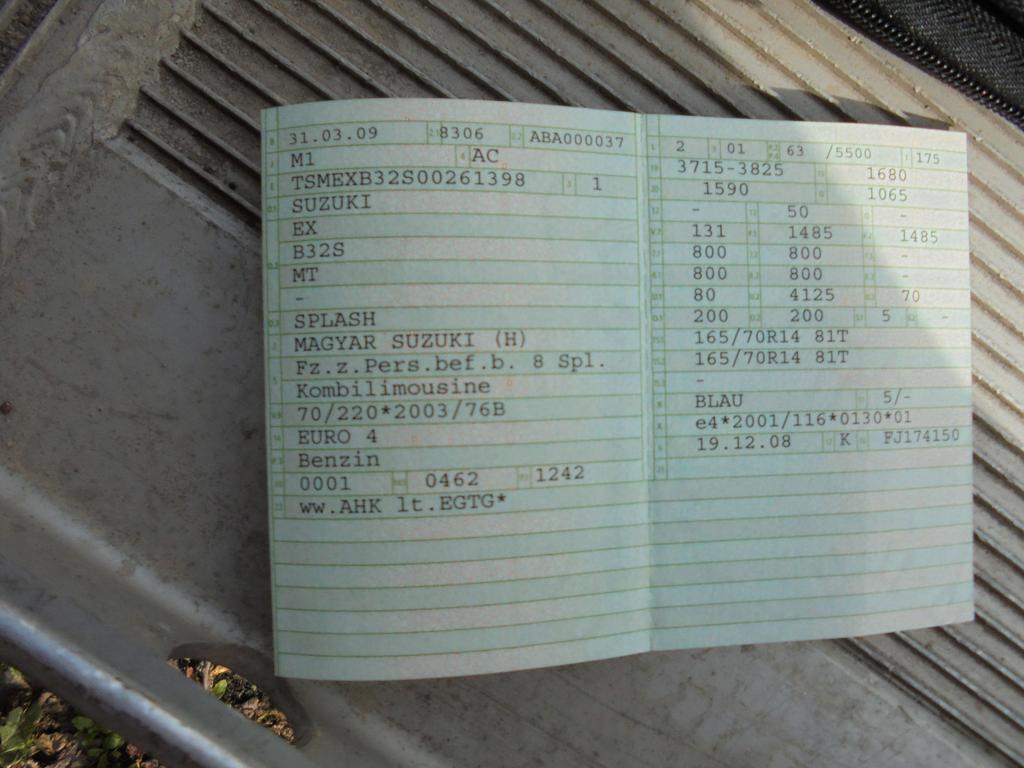 31.03.09 8306 ABA000037
M1 AC
TSMEXB32S00261398 1
SUZUKI
EX
B32S
MT
-
SPLASH
MAGYAR SUZUKI (H)
Fz.z.Pers.bef.b. 8 Spl.
Kombilimousine
70/220*2003/76B
EURO 4
Benzin
0001 0462 1242
ww.AHK lt.EGTG*
2 01 63 /5500 175
3715-3825 1680
1590 1065
- 50 -
131 1485 1485
800 800 -
800 800 -
80 4125 70
200 200 5 -
165/70R14 81T
165/70R14 81T
-
BLAU 5/-
e4*2001/116*0130*01
19.12.08 K FJ174150